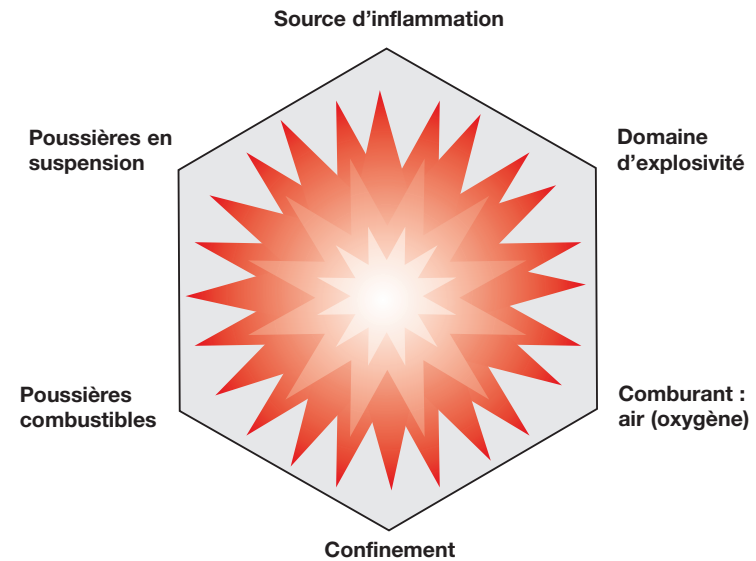 Source d’inflammation
Poussières en
suspension
Domaine
d’explosivité
Poussières
combustibles
Comburant :
air (oxygène)
Confinement